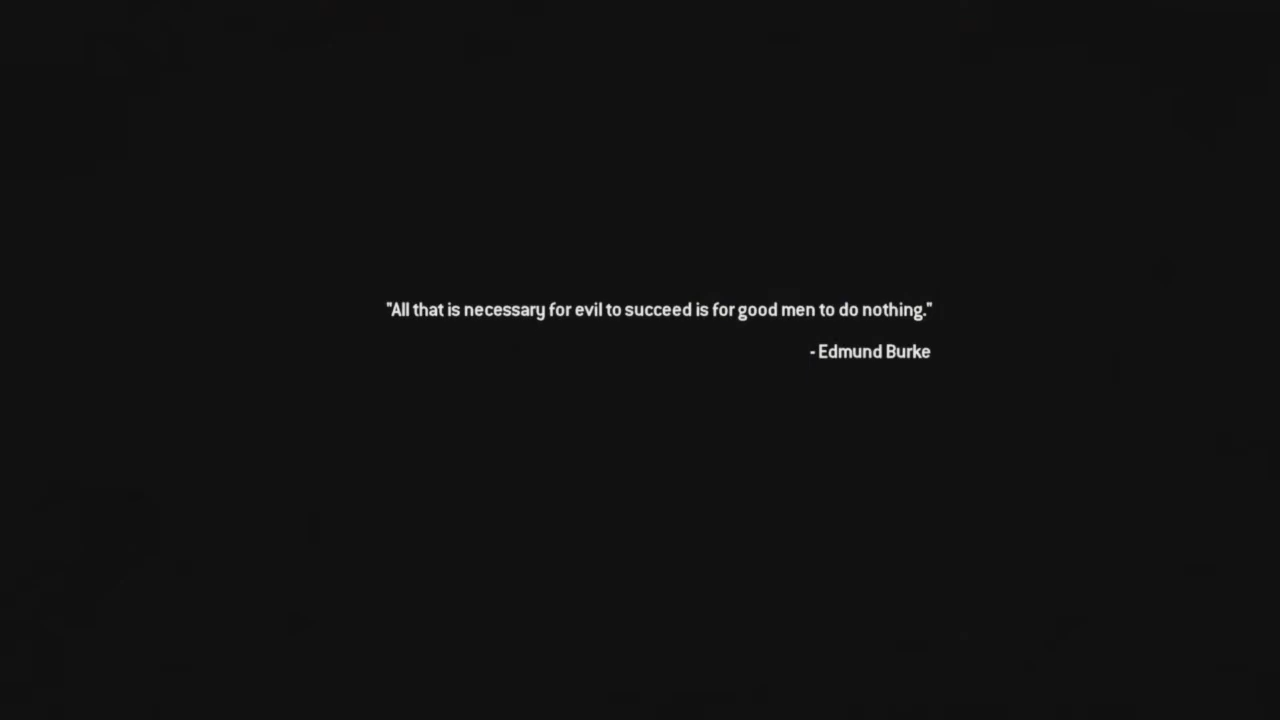 "All that is necessary for evil to succeed is for good men to do nothing."
- Edmund Burke